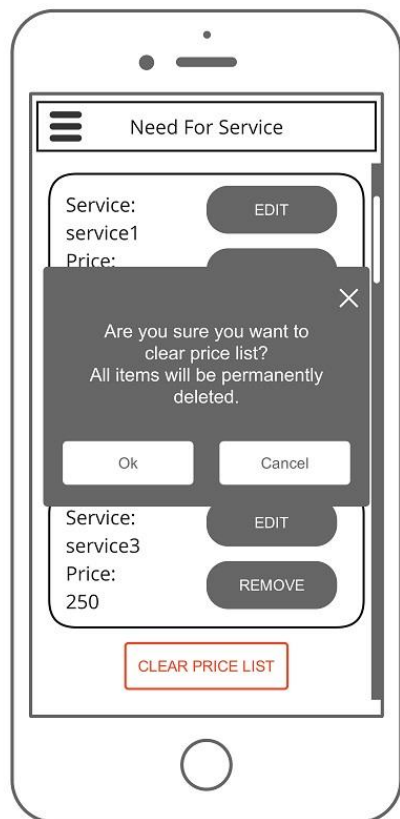 Need For Service
Service:
EDIT
service1
Price:
Are you sure you want to
clear price list?
All items will be permanently
deleted.
Ok
Cancel
Service:
EDIT
service3
Price:
REMOVE
250
CLEAR PRICE LIST